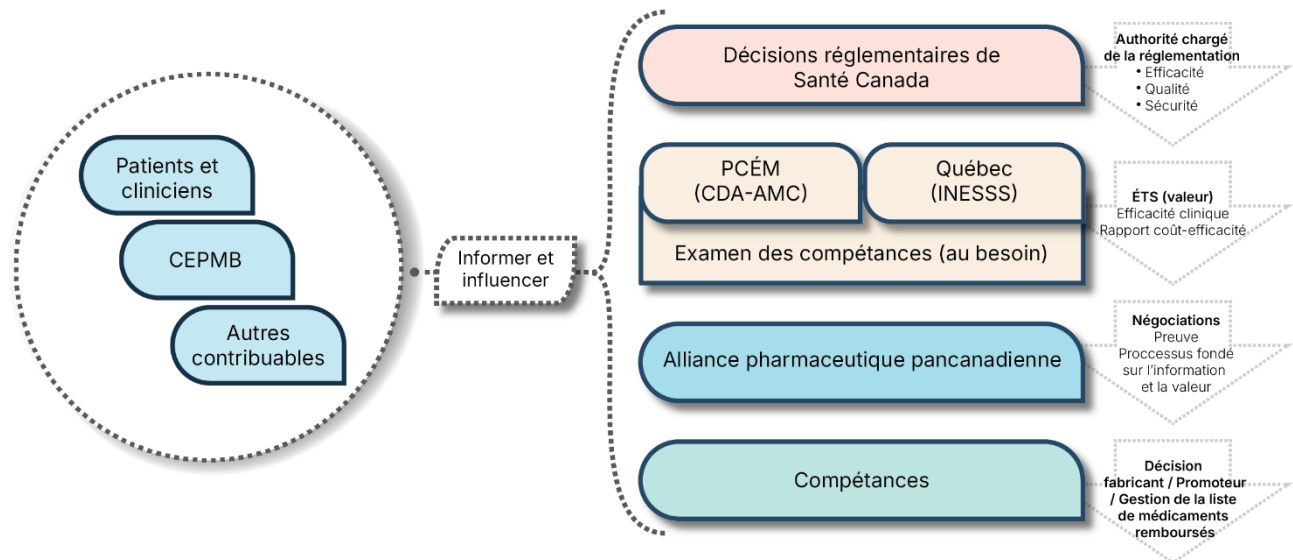 Patients et
cliniciens
CEPMB
Autres
contribuables
Informer et
influencer
Décisions réglementaires de
Santé Canada
Authorité chargé
de la réglementation
• Efficacité
• Qualité
• Sécurité
PCÉM
(CDA-AMC)
Québec
(INESSS)
Examen des compétances (au besoin)
ÉTS (valeur)
Efficacité clinique
Rapport coût-efficacité
Alliance pharmaceutique pancanadienne
Négociations
Preuve
Proccessus fondé
sur l'information
et la valeur
Compétances
Décision
fabricant / Promoteur
/ Gestion de la liste
de médicaments
remboursés